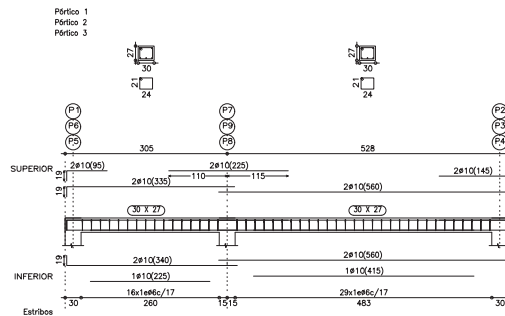 Pórtico 1
Pórtico 2
Pórtico 3
27
30
27
30
21
24
21
24
P1 P7 P2
P6 P9 P3
P5 P8 P4
305 528
SUPERIOR
19
2ø10(95) 2ø10(225) 2ø10(145)
110 115
19
2ø10(335) 2ø10(560)
30 X 27 30 X 27
19
2ø10(340) 2ø10(560)
INFERIOR
1ø10(225) 1ø10(415)
16x1eø6c/17 29x1eø6c/17
30 260 15 15 483 30
Estribos